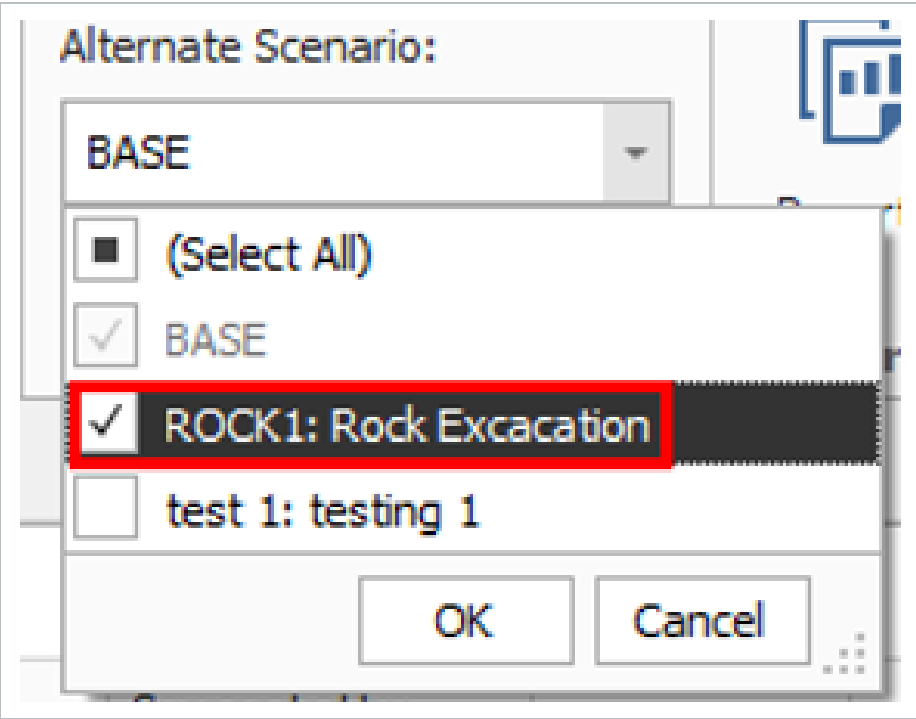 Alternate Scenario:
BASE
(Select All)
BASE
ROCK1: Rock Excacation
test 1: testing 1
OK Cancel